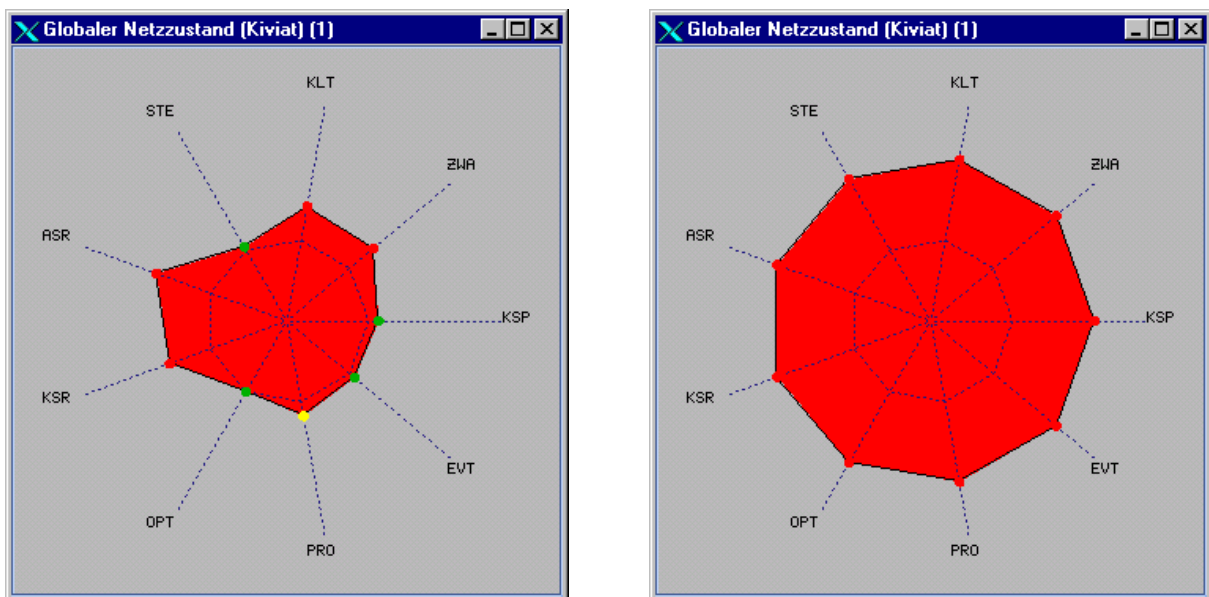 Globaler Netzzustand (Kiviat) (1)
KLT
STE
ZWA
ASR
KSP
KSR
EVT
OPT
PRO
Globaler Netzzustand (Kiviat) (1)
KLT
STE
ZWA
ASR
KSP
KSR
EVT
OPT
PRO